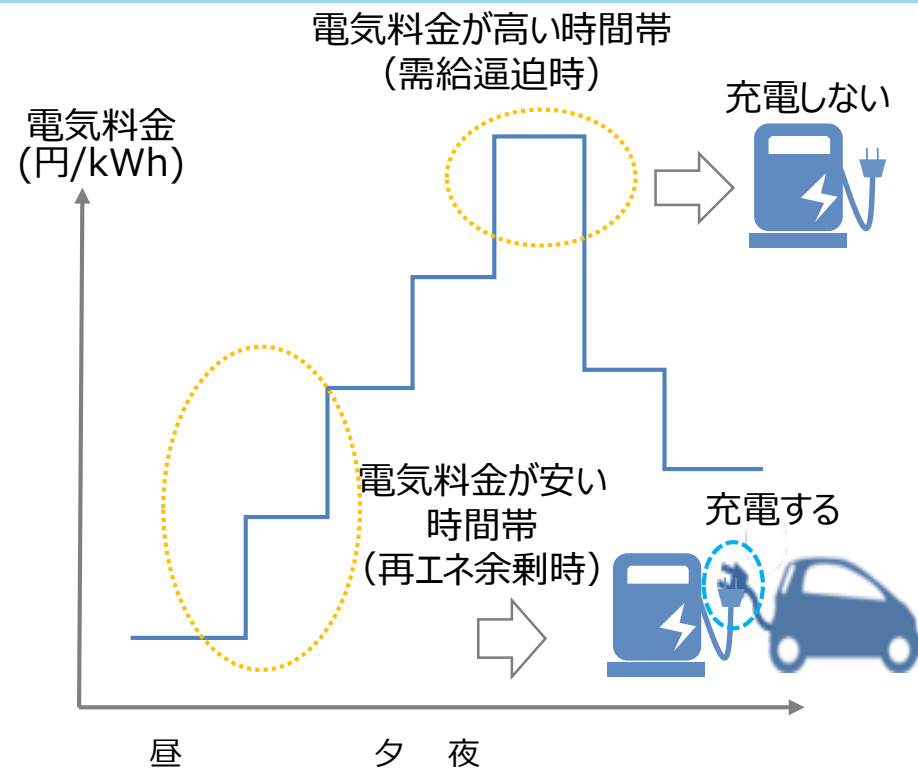 電気料金が高い時間帯
（需給逼迫時）
充電しない
電気料金
(円/kWh)
電気料金が安い
時間帯
（再エネ余剰時）
充電する
昼 夕 夜